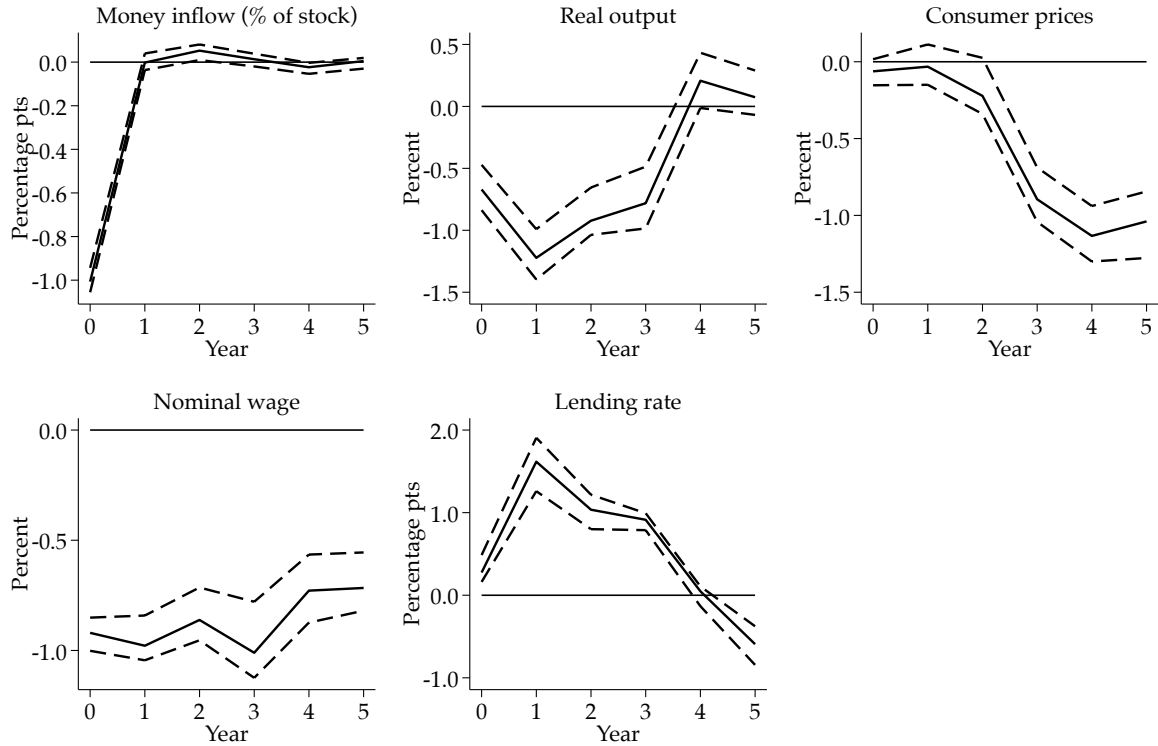 Money inflow (% of stock)
Percentage pts
0.0
-0.2
-0.4
-0.6
-0.8
-1.0
0 1 2 3 4 5
Year
Real output
Percent
0.5
0.0
-0.5
-1.0
-1.5
0 1 2 3 4 5
Year
Consumer prices
Percent
0.0
-0.5
-1.0
-1.5
0 1 2 3 4 5
Year
Nominal wage
Percent
0.0
-0.5
-1.0
0 1 2 3 4 5
Year
Lending rate
Percentage pts
2.0
1.0
0.0
-1.0
0 1 2 3 4 5
Year